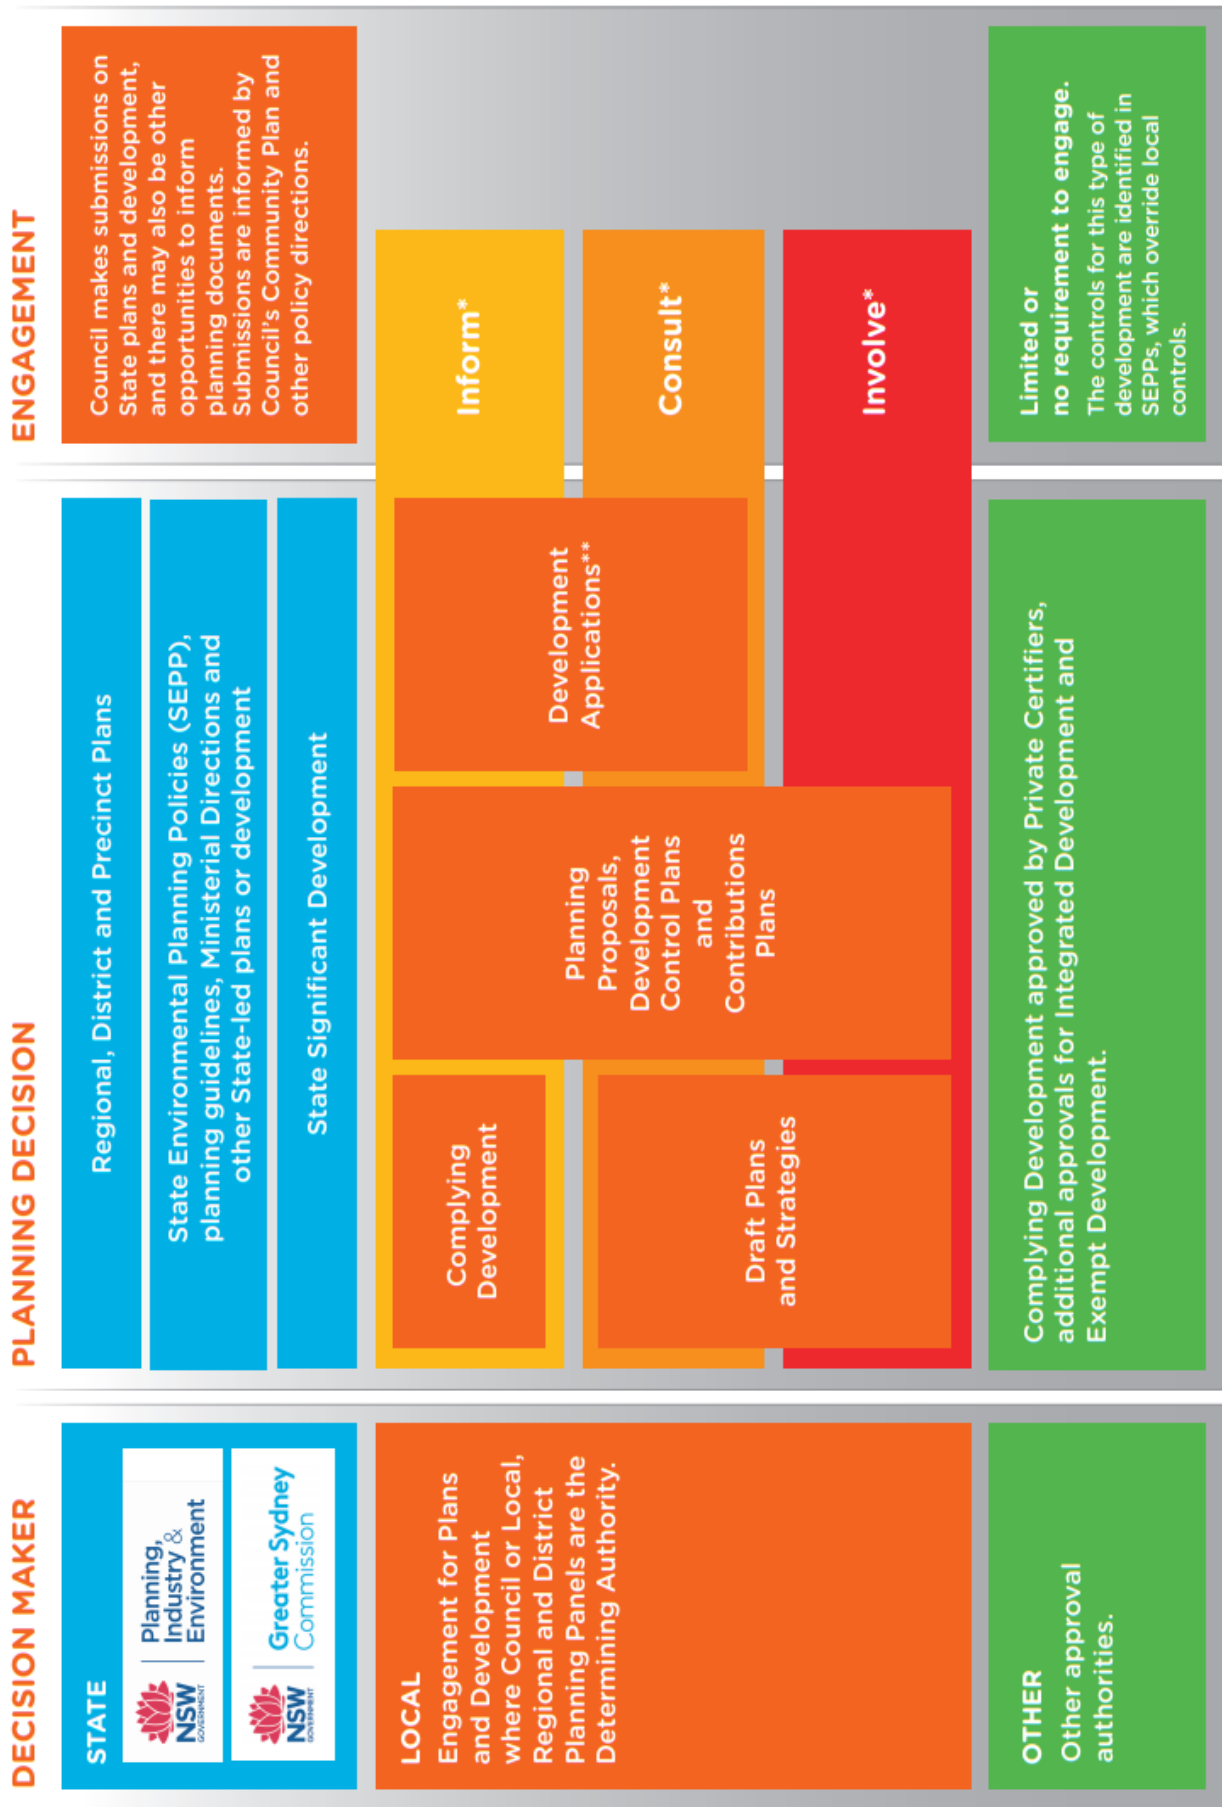 DECISION MAKER
PLANNING DECISION
ENGAGEMENT
STATE
NSW
GOVERNMENT
Planning,
Industry &
Environment
NSW
GOVERNMENT
Greater Sydney
Commission
Regional, District and Precinct Plans
State Environmental Planning Policies (SEPP),
planning guidelines, Ministerial Directions and
other State-led plans or development
State Significant Development
Council makes submissions on
State plans and development,
and there may also be other
opportunities to inform
planning documents.
Submissions are informed by
Council's Community Plan and
other policy directions.
LOCAL
Engagement for Plans
and Development
where Council or Local,
Regional and District
Planning Panels are the
Determining Authority.
Complying
Development
Draft Plans
and Strategies
Planning
Proposals,
Development
Control Plans
and
Contributions
Plans
Development
Applications**
Inform*
Consult*
Involve*
OTHER
Other approval
authorities.
Complying Development approved by Private Certifiers,
additional approvals for Integrated Development and
Exempt Development.
Limited or
no requirement to engage.
The controls for this type of
development are identified in
SEPPs, which override local
controls.